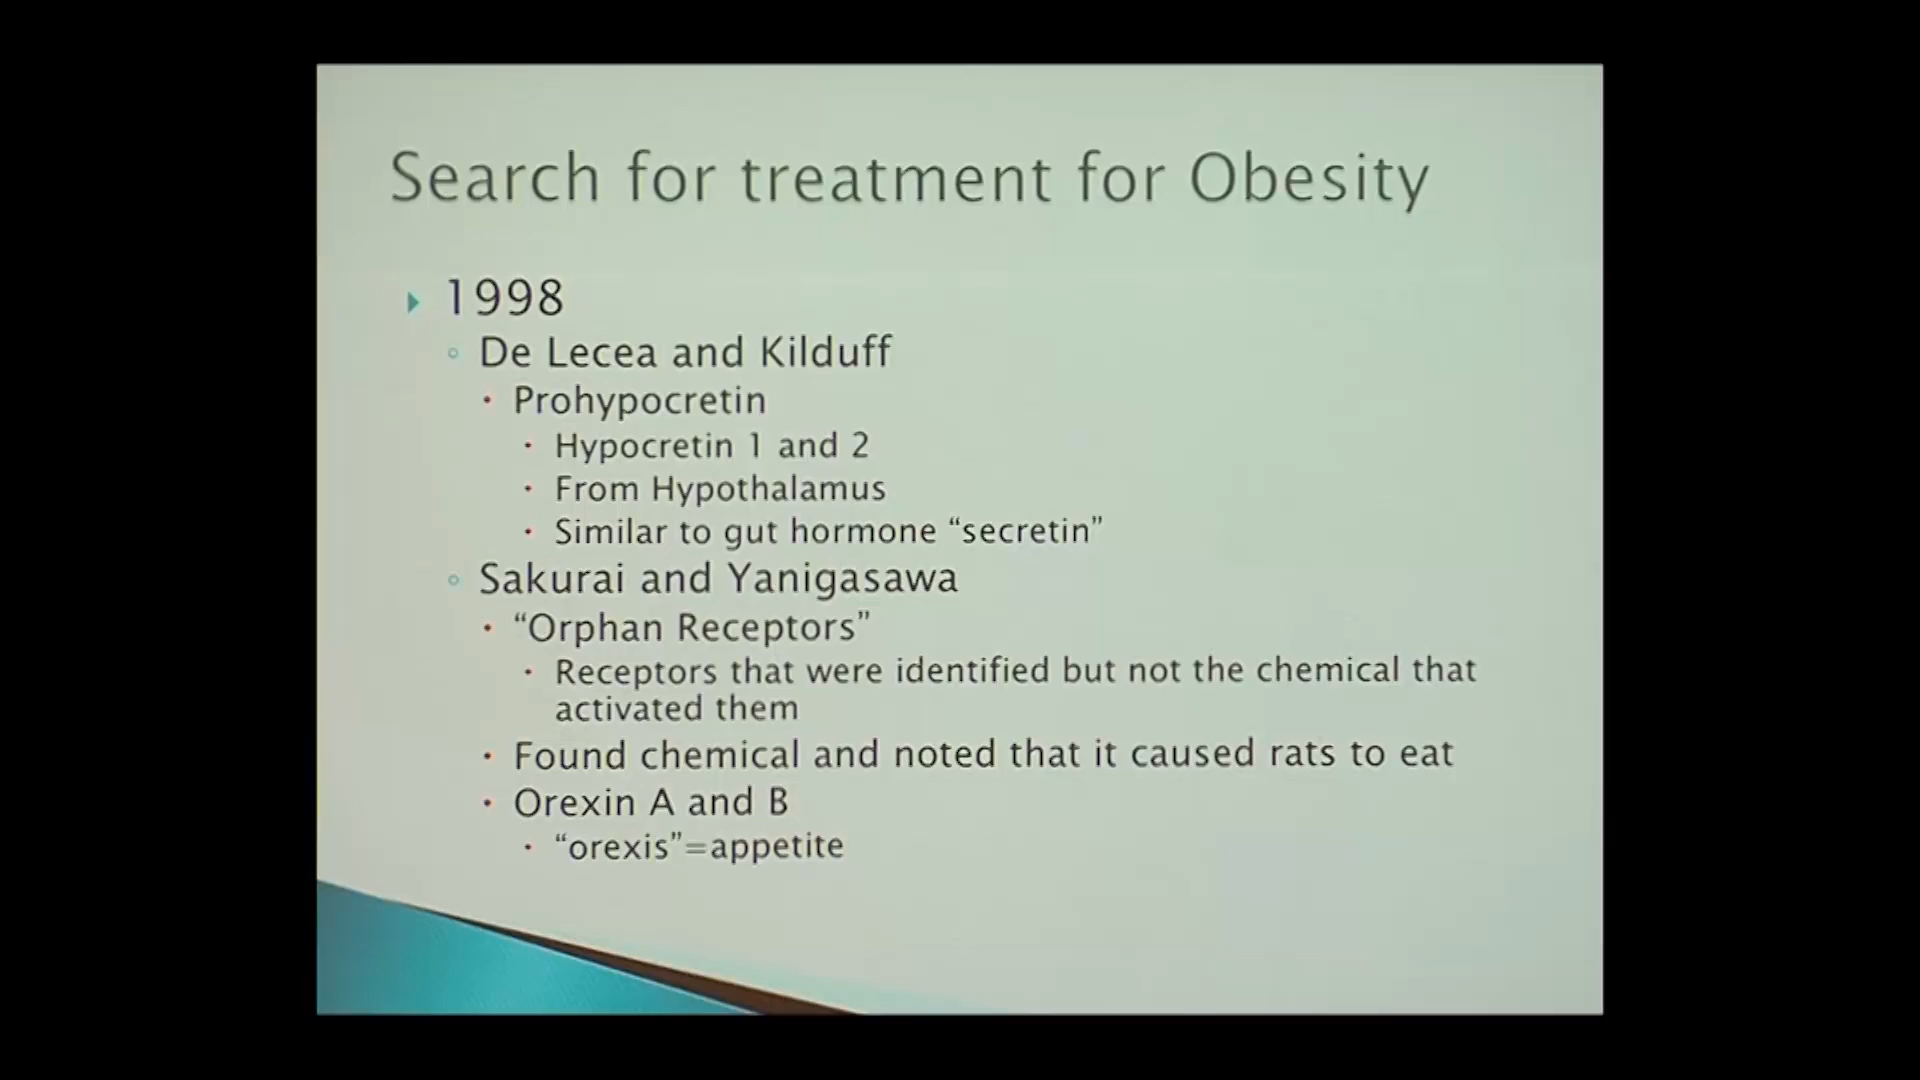 Search for treatment for Obesity
1998
De Lecea and Kilduff
Prohypocretin
Hypocretin 1 and 2
From Hypothalamus
Similar to gut hormone “secretin”
Sakurai and Yanigasawa
“Orphan Receptors”
Receptors that were identified but not the chemical that
activated them
Found chemical and noted that it caused rats to eat
Orexin A and B
“orexis”=appetite